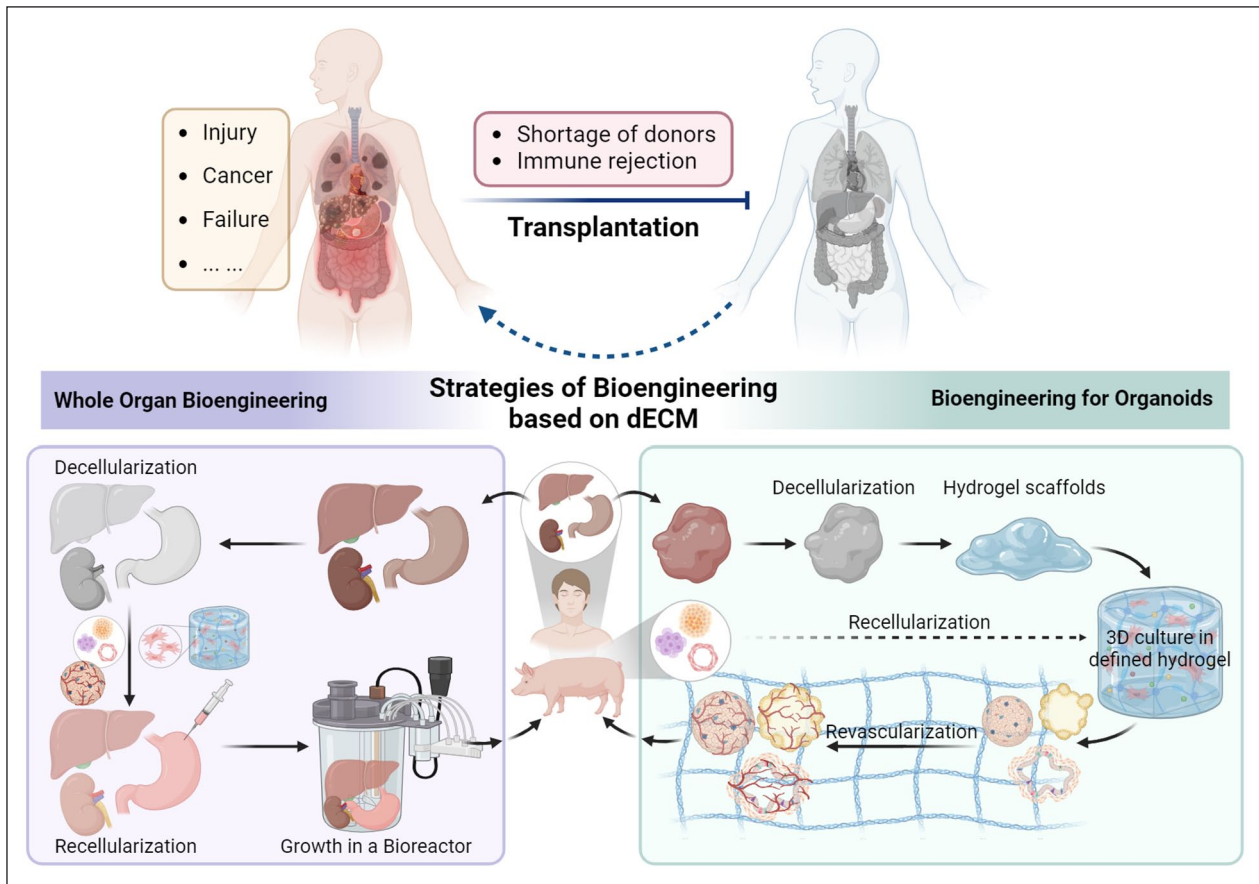 • Injury
• Cancer
• Failure
• ... ...
• Shortage of donors
• Immune rejection
Transplantation
Whole Organ Bioengineering
Strategies of Bioengineering
based on dECM
Bioengineering for Organoids
Decellularization
Decellularization
Hydrogel scaffolds
Recellularization
3D culture in
defined hydrogel
Revascularization
Recellularization
Growth in a Bioreactor